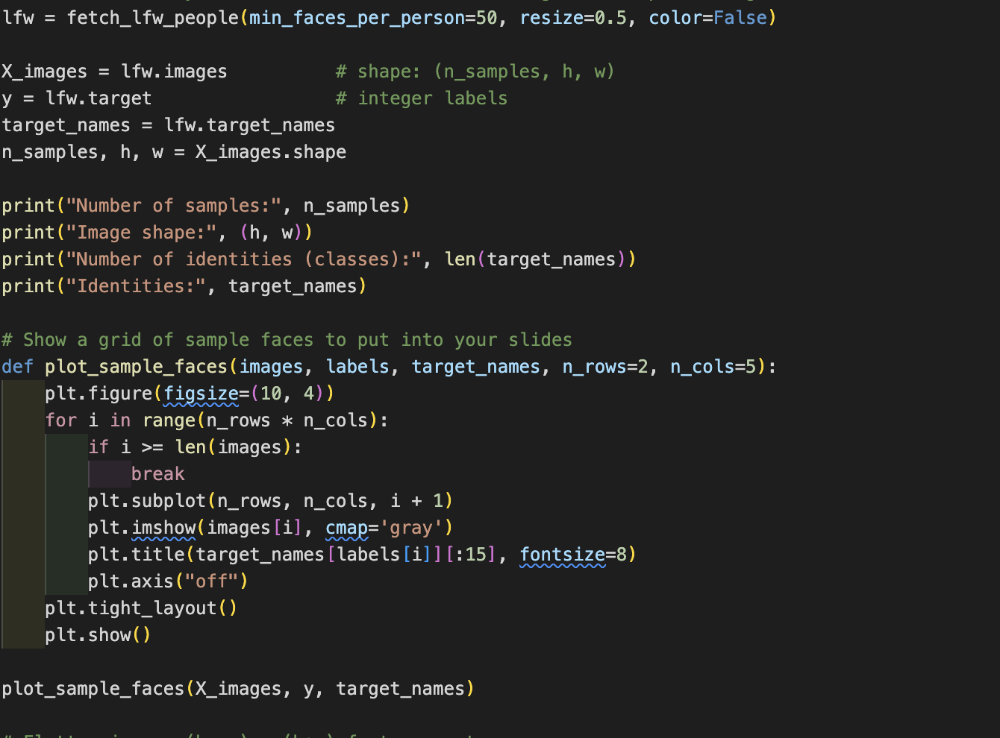 lfw = fetch_lfw_people(min_faces_per_person=50, resize=0.5, color=False)
X_images = lfw.images # shape: (n_samples, h, w)
y = lfw.target # integer labels
target_names = lfw.target_names
n_samples, h, w = X_images.shape
print("Number of samples:", n_samples)
print("Image shape:", (h, w))
print("Number of identities (classes):", len(target_names))
print("Identities:", target_names)
# Show a grid of sample faces to put into your slides
def plot_sample_faces(images, labels, target_names, n_rows=2, n_cols=5):
    plt.figure(figsize=(10, 4))
    for i in range(n_rows * n_cols):
        if i >= len(images):
            break
        plt.subplot(n_rows, n_cols, i + 1)
        plt.imshow(images[i], cmap='gray')
        plt.title(target_names[labels[i]][:15], fontsize=8)
        plt.axis("off")
    plt.tight_layout()
    plt.show()
plot_sample_faces(X_images, y, target_names)